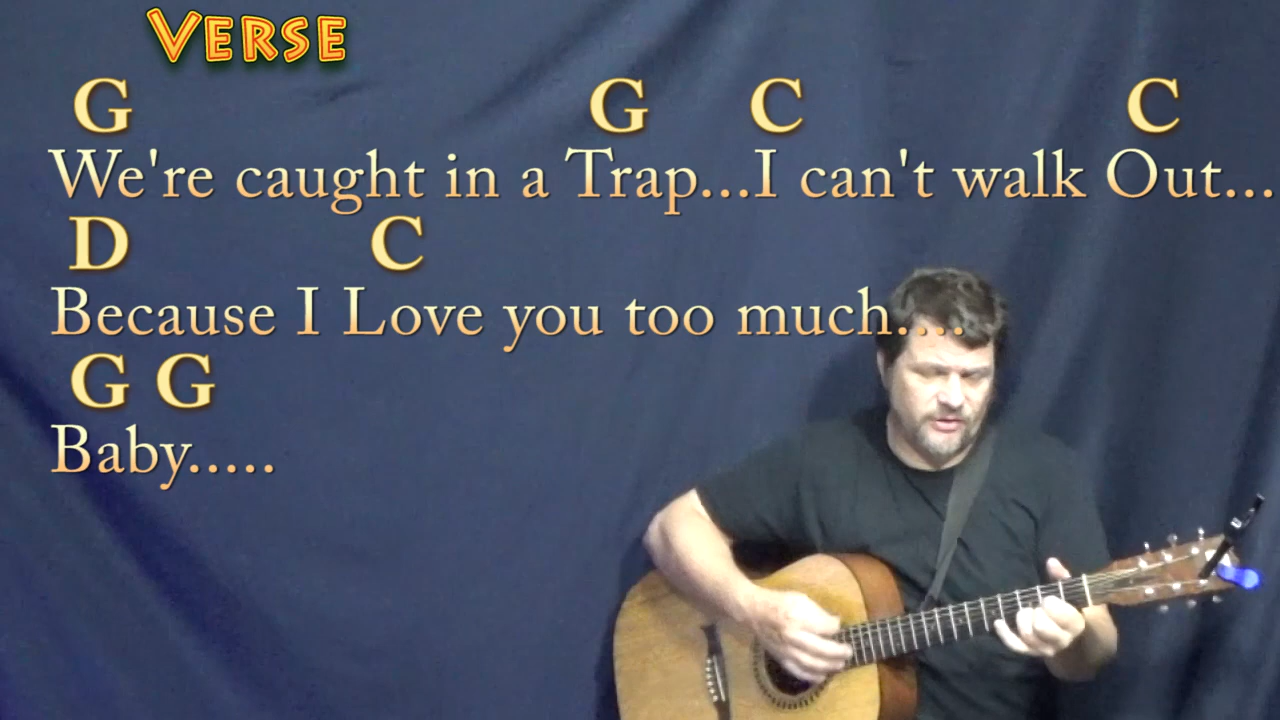 VERSE
G G C C
We're caught in a Trap...I can't walk Out...
D C
Because I Love you too much....
G G
Baby.....